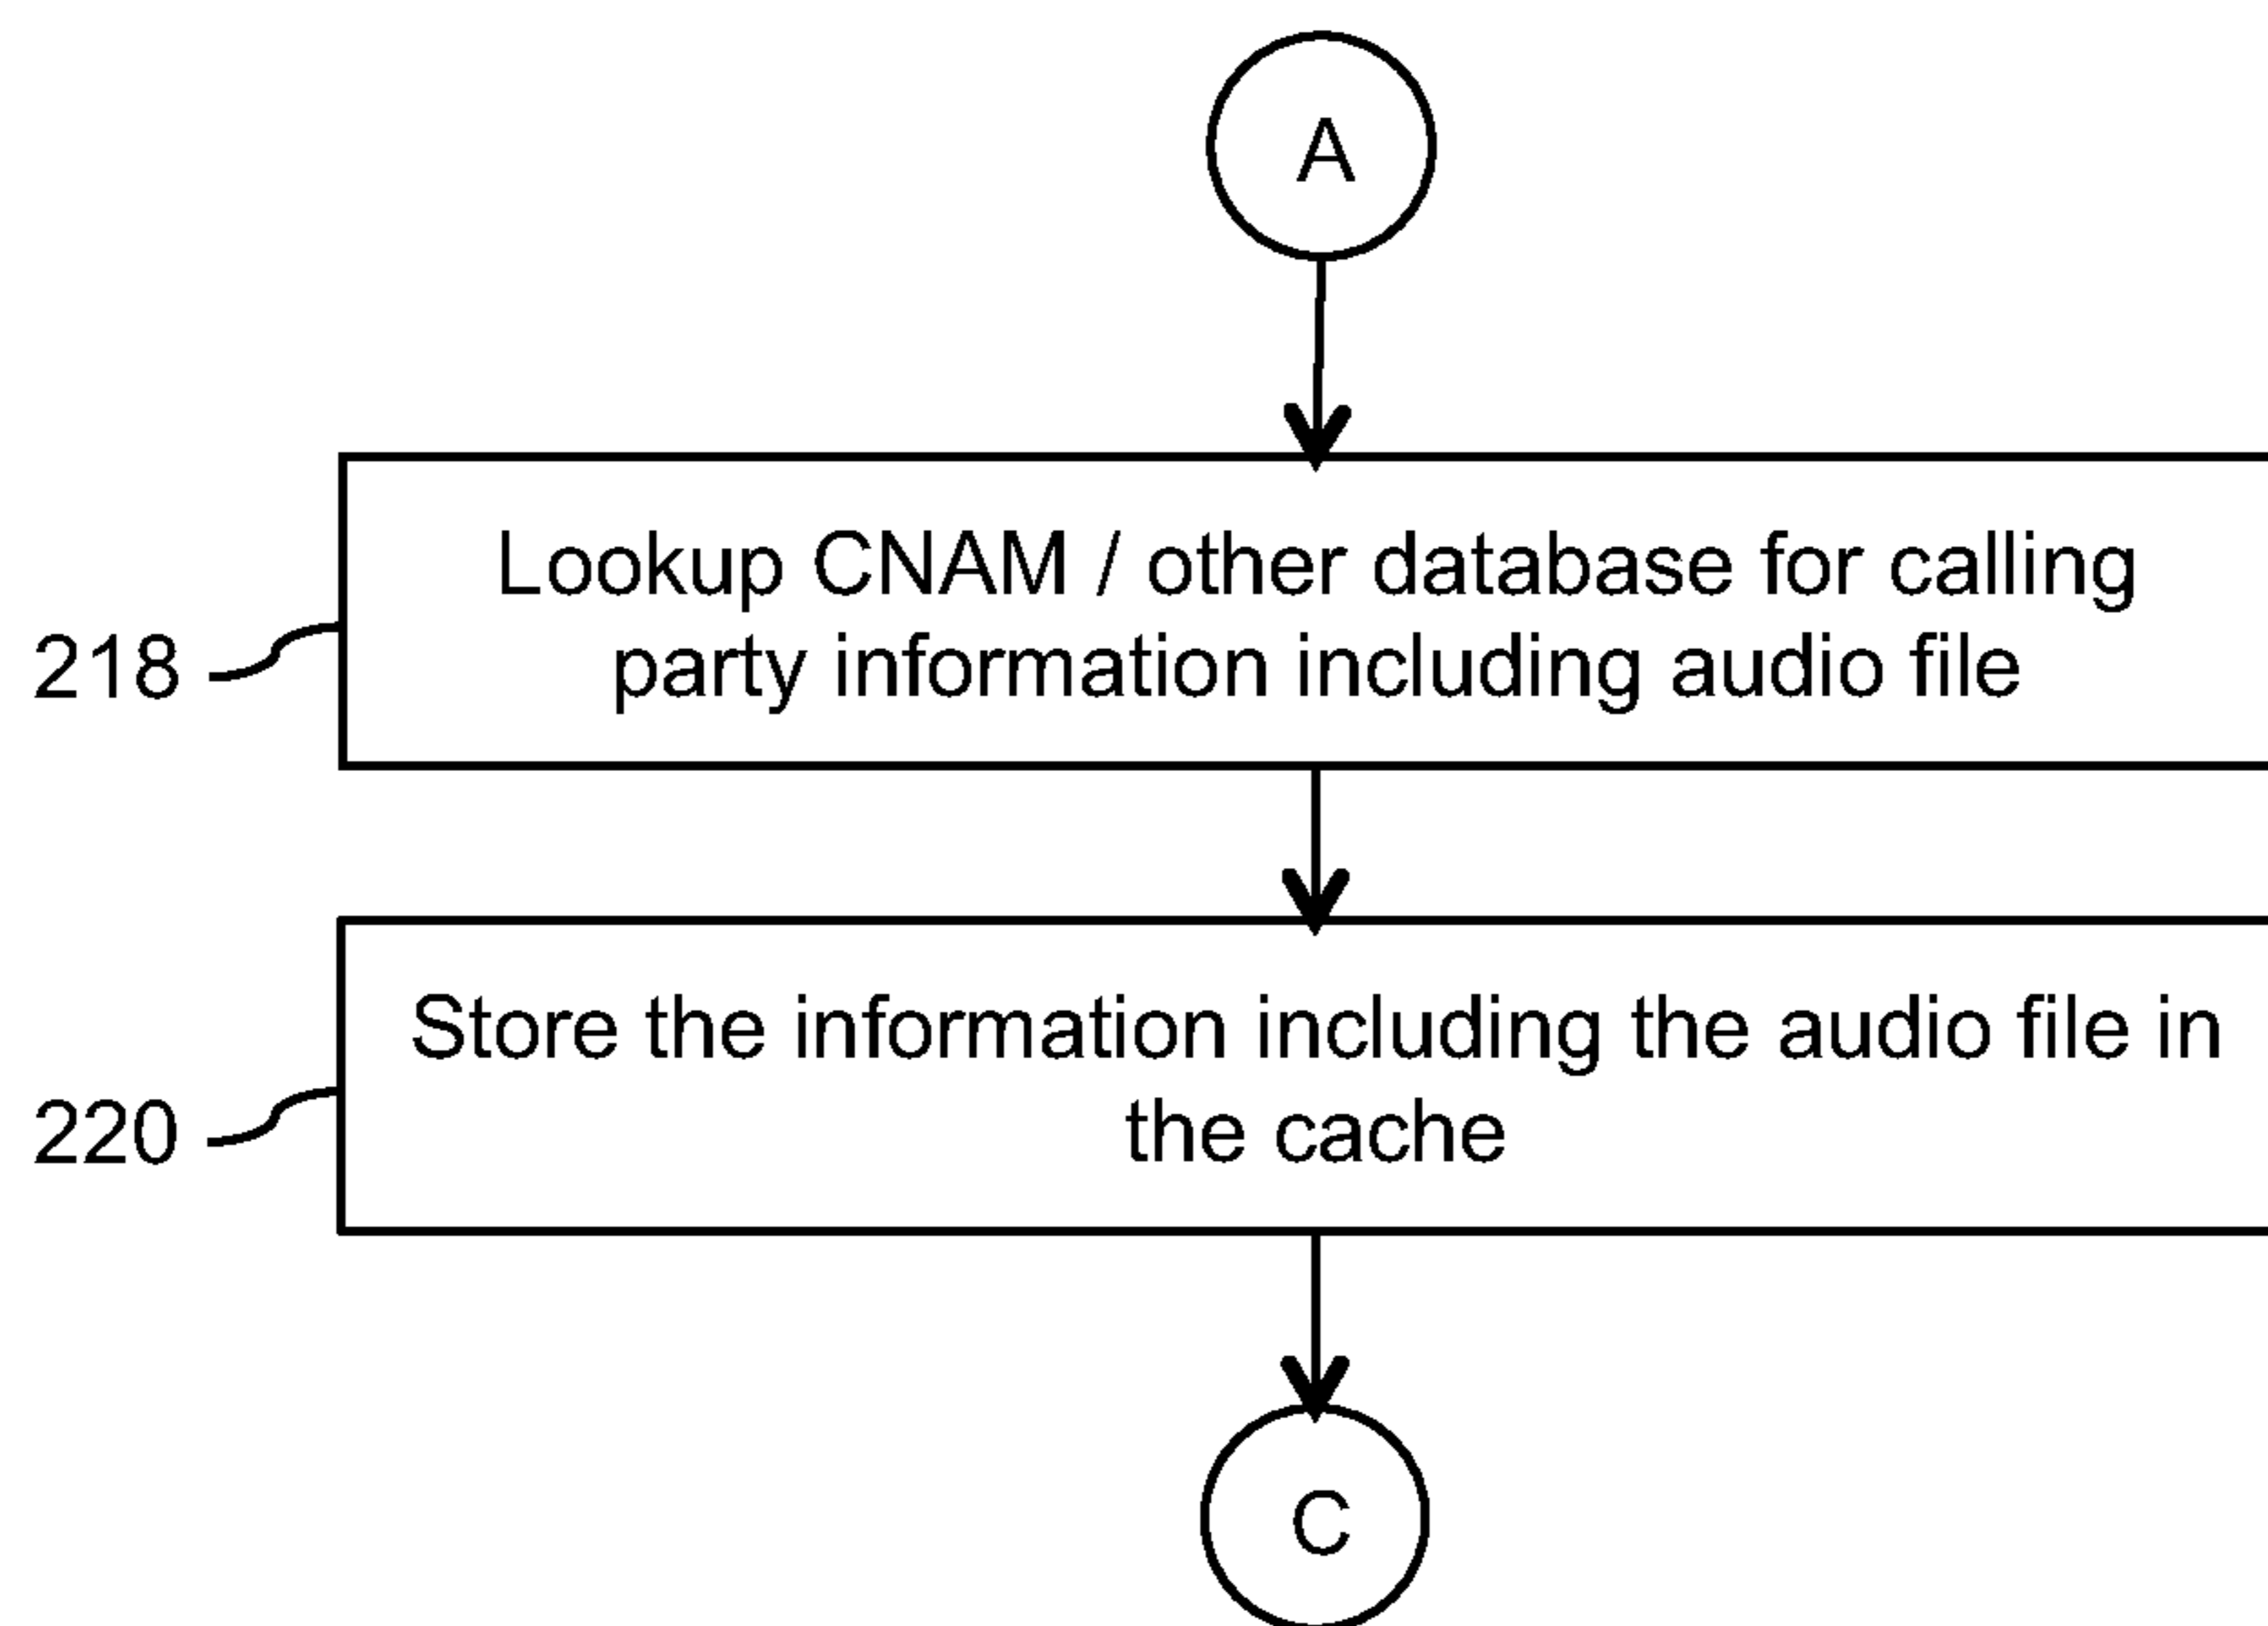 A
Lookup CNAM / other database for calling
party information including audio file
218
Store the information including the audio file in
the cache
220
C